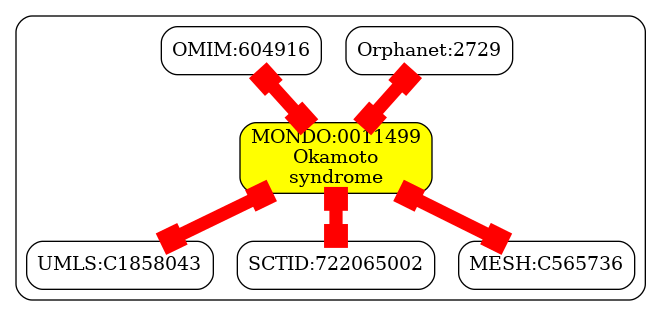 OMIM:604916
Orphanet:2729
MONDO:0011499
Okamoto
syndrome
UMLS:C1858043
SCTID:722065002
MESH:C565736